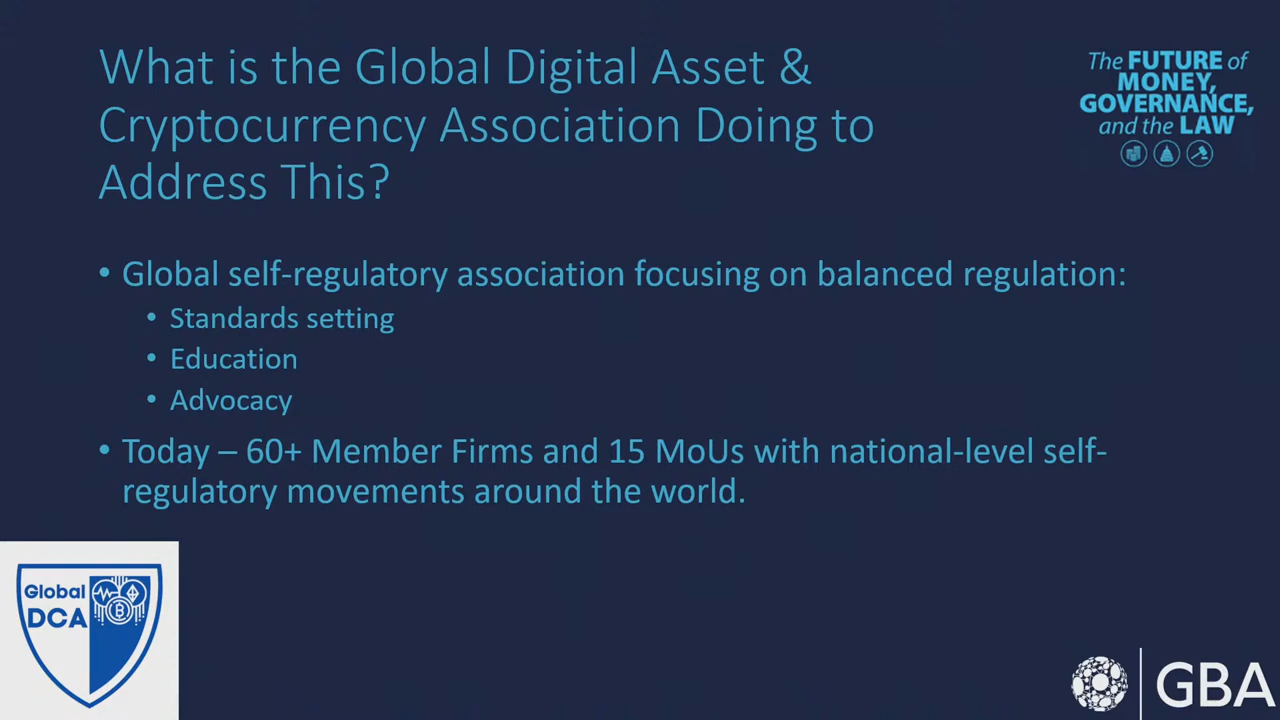 What is the Global Digital Asset &
Cryptocurrency Association Doing to
Address This?
The FUTURE of
MONEY,
GOVERNANCE,
and the LAW
• Global self-regulatory association focusing on balanced regulation:
• Standards setting
• Education
• Advocacy
• Today – 60+ Member Firms and 15 MoUs with national-level self-
regulatory movements around the world.
Global
DCA
GBA